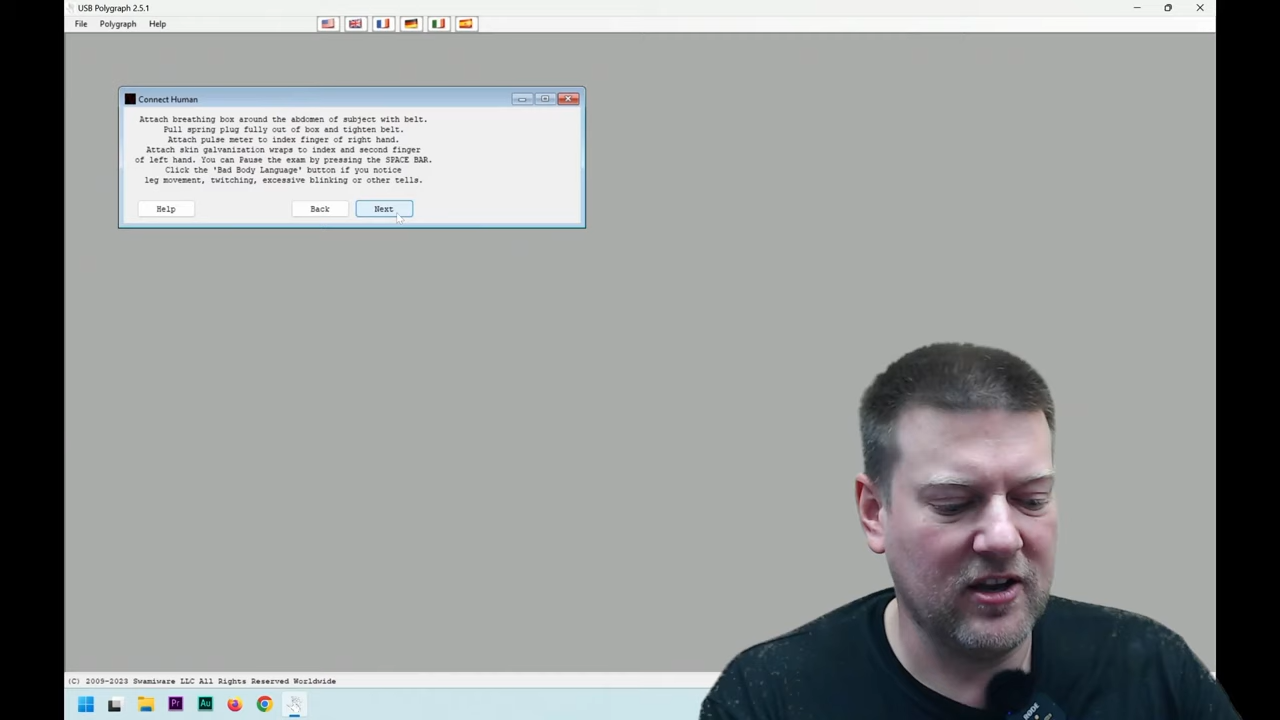 USB Polygraph 2.5.1
File Polygraph Help
Connect Human
Attach breathing box around the abdomen of subject with belt.
Pull spring plug fully out of box and tighten belt.
Attach pulse meter to index finger of right hand.
Attach skin galvanization wraps to index and second finger
of left hand. You can Pause the exam by pressing the SPACE BAR.
Click the 'Bad Body Language' button if you notice
leg movement, twitching, excessive blinking or other tells.
Help Back Next
(C) 2009-2023 Swamiware LLC All Rights Reserved Worldwide
Pr Au
RODE